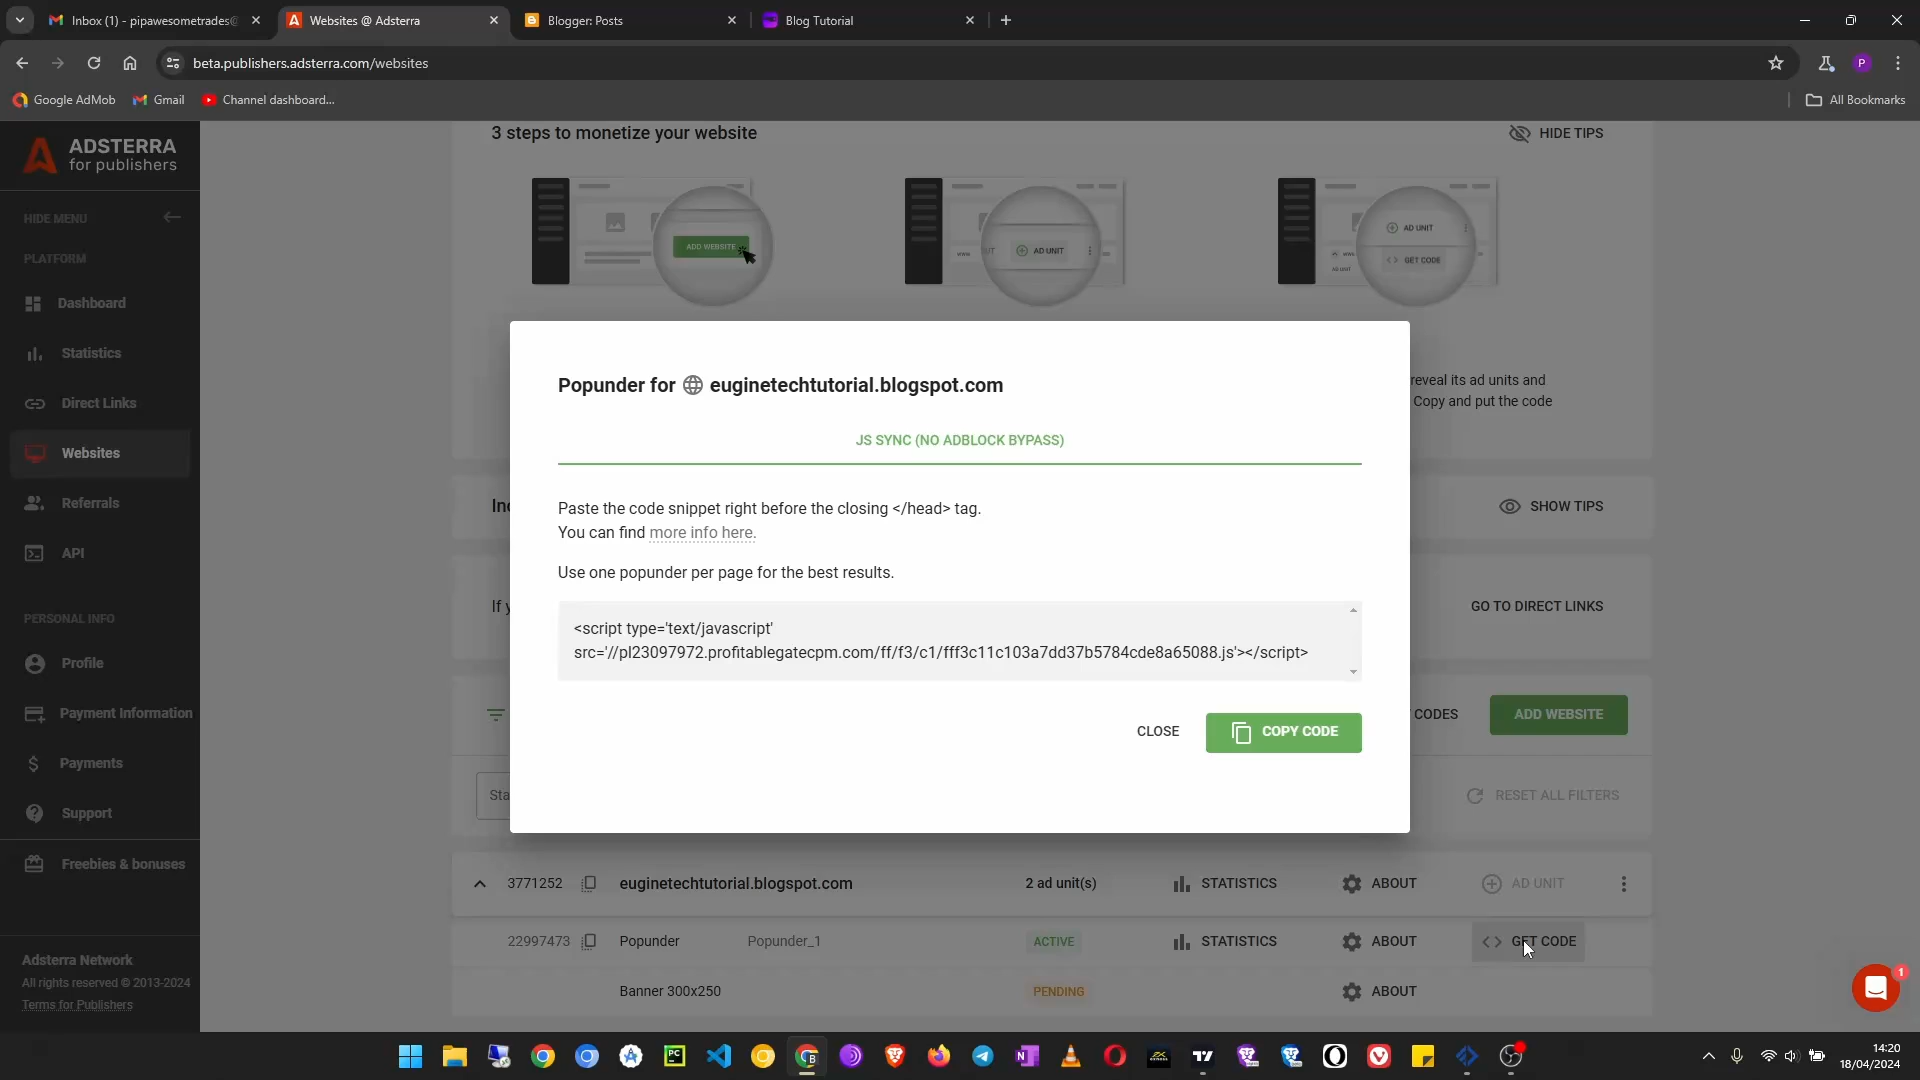 Inbox (1) - pipawesometrades@
Websites @ Adsterra
Blogger: Posts
Blog Tutorial
beta.publishers.adsterra.com/websites
P
Google AdMob
Gmail
Channel dashboard...
All Bookmarks
ADSTERRA
for publishers
HIDE MENU
PLATFORM
Dashboard
Statistics
Direct Links
Websites
Referrals
API
PERSONAL INFO
Profile
Payment Information
Payments
Support
Freebies & bonuses
Adsterra Network
All rights reserved © 2013-2024
Terms for Publishers
3 steps to monetize your website
HIDE TIPS
ADD WEBSITE
AD UNIT
AD UNIT
GET CODE
reveal its ad units and
Copy and put the code
SHOW TIPS
If y
GO TO DIRECT LINKS
CODES
ADD WEBSITE
Sta
RESET ALL FILTERS
Popunder for euginetechtutorial.blogspot.com
JS SYNC (NO ADBLOCK BYPASS)
Paste the code snippet right before the closing </head> tag.
You can find more info here.
Use one popunder per page for the best results.
<script type='text/javascript'
src='//pl23097972.profitablegatecpm.com/ff/f3/c1/fff3c11c103a7dd37b5784cde8a65088.js'></script>
CLOSE
COPY CODE
3771252 euginetechtutorial.blogspot.com 2 ad unit(s) STATISTICS ABOUT AD UNIT
22997473 Popunder Popunder_1 ACTIVE STATISTICS ABOUT GET CODE
Banner 300x250 PENDING ABOUT
1
14:20
18/04/2024